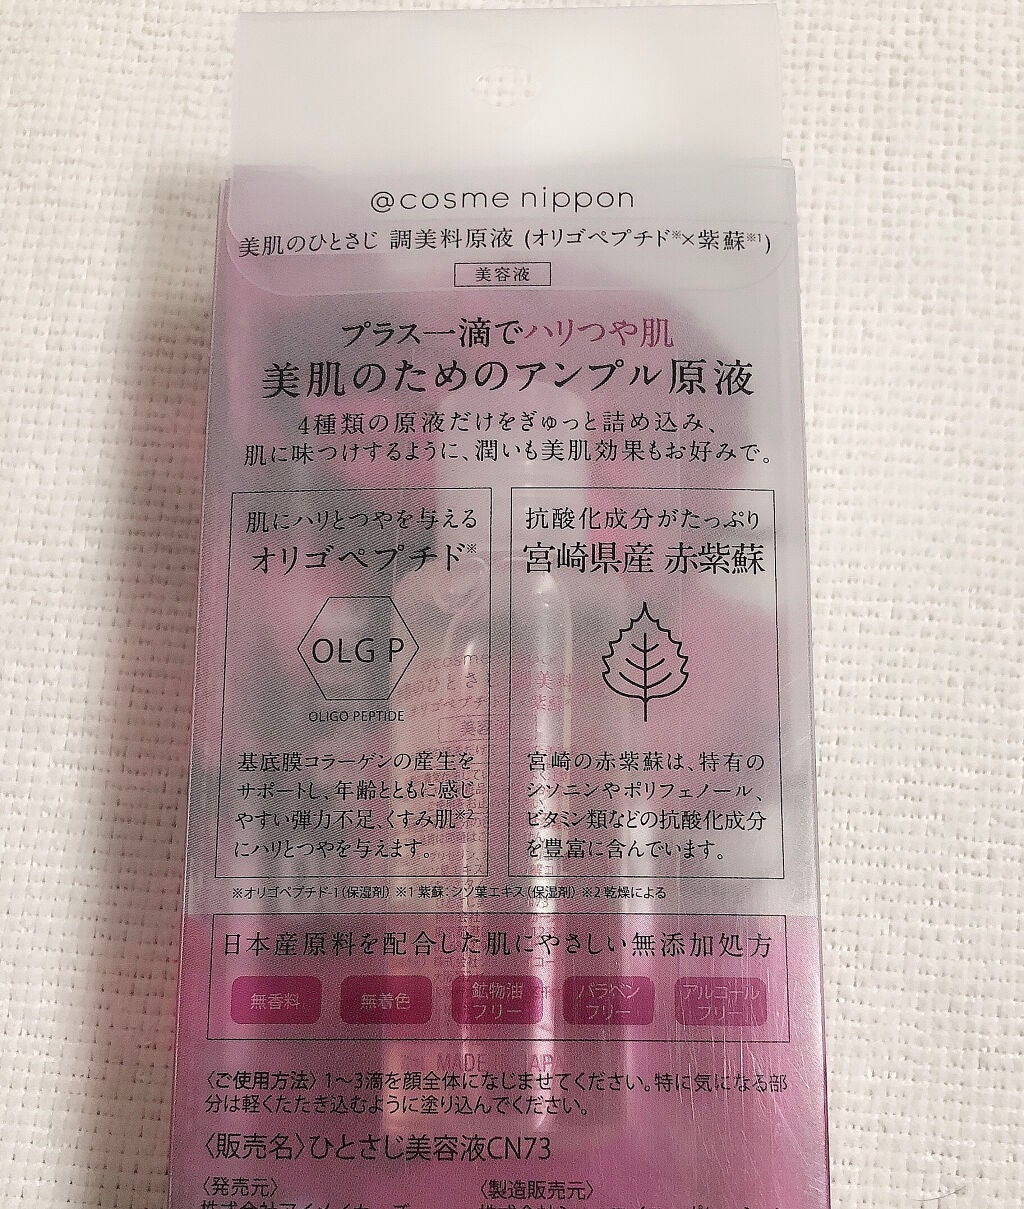 @cosme nippon
美肌のひとさじ 調美料原液 (オリゴペプチド※×紫蘇※1)
美容液
プラス一滴でハリつや肌
美肌のためのアンプル原液
4種類の原液だけをぎゅっと詰め込み、
肌に味つけするように、潤いも美肌効果もお好みで。
肌にハリとつやを与える
オリゴペプチド※
OLG P
OLIGO PEPTIDE
基底膜コラーゲンの産生を
サポートし、年齢とともに感じ
やすい弾力不足、くすみ肌※2
にハリとつやを与えます。
抗酸化成分がたっぷり
宮崎県産 赤紫蘇
宮崎の赤紫蘇は、特有の
シソニンやポリフェノール、
ビタミン類などの抗酸化成分
を豊富に含んでいます。
※オリゴペプチド-1(保湿剤) ※1 紫蘇：シソ葉エキス(保湿剤) ※2 乾燥による
日本産原料を配合した肌にやさしい無添加処方
無香料
無着色
鉱物油
フリー
パラベン
フリー
アルコール
フリー
MADE
〈ご使用方法〉1〜3滴を顔全体になじませてください。特に気になる部
分は軽くたたき込むように塗り込んでください。
〈販売名〉ひとさじ美容液CN73
〈発売元〉
〈製造販売元〉